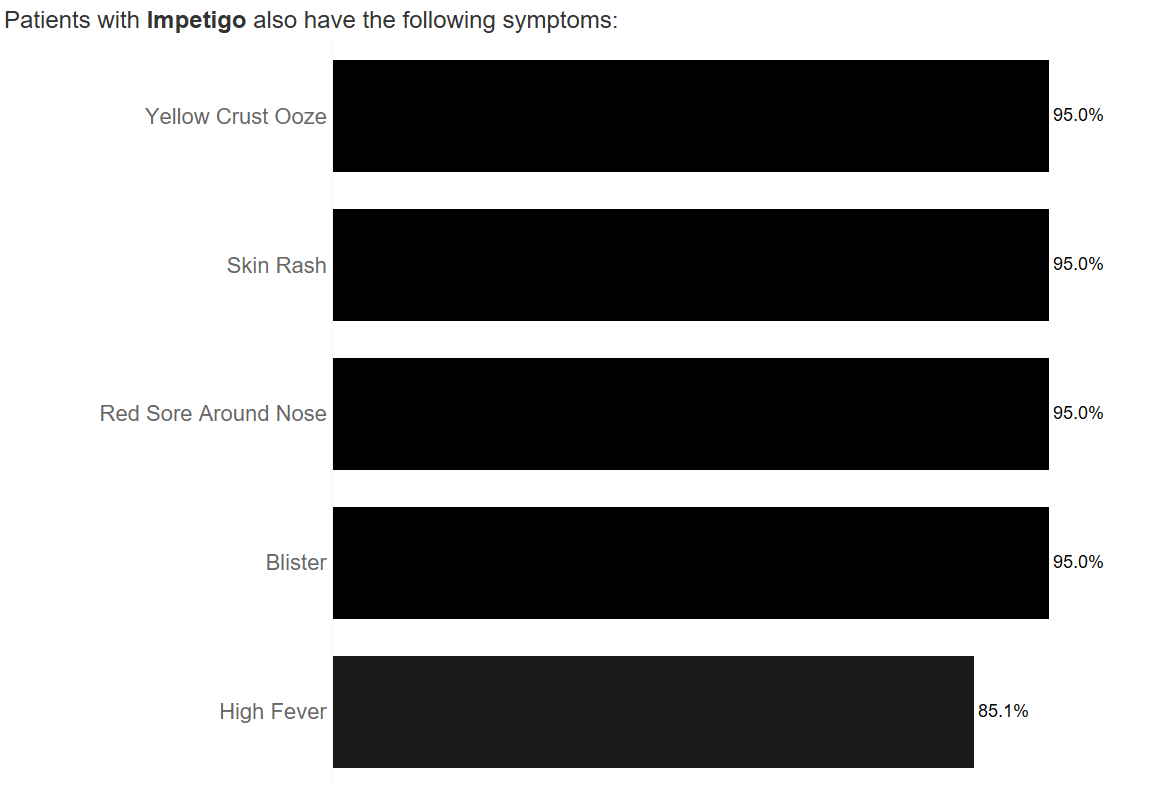 Patients with Impetigo also have the following symptoms:
Yellow Crust Ooze 95.0%
Skin Rash 95.0%
Red Sore Around Nose 95.0%
Blister 95.0%
High Fever 85.1%